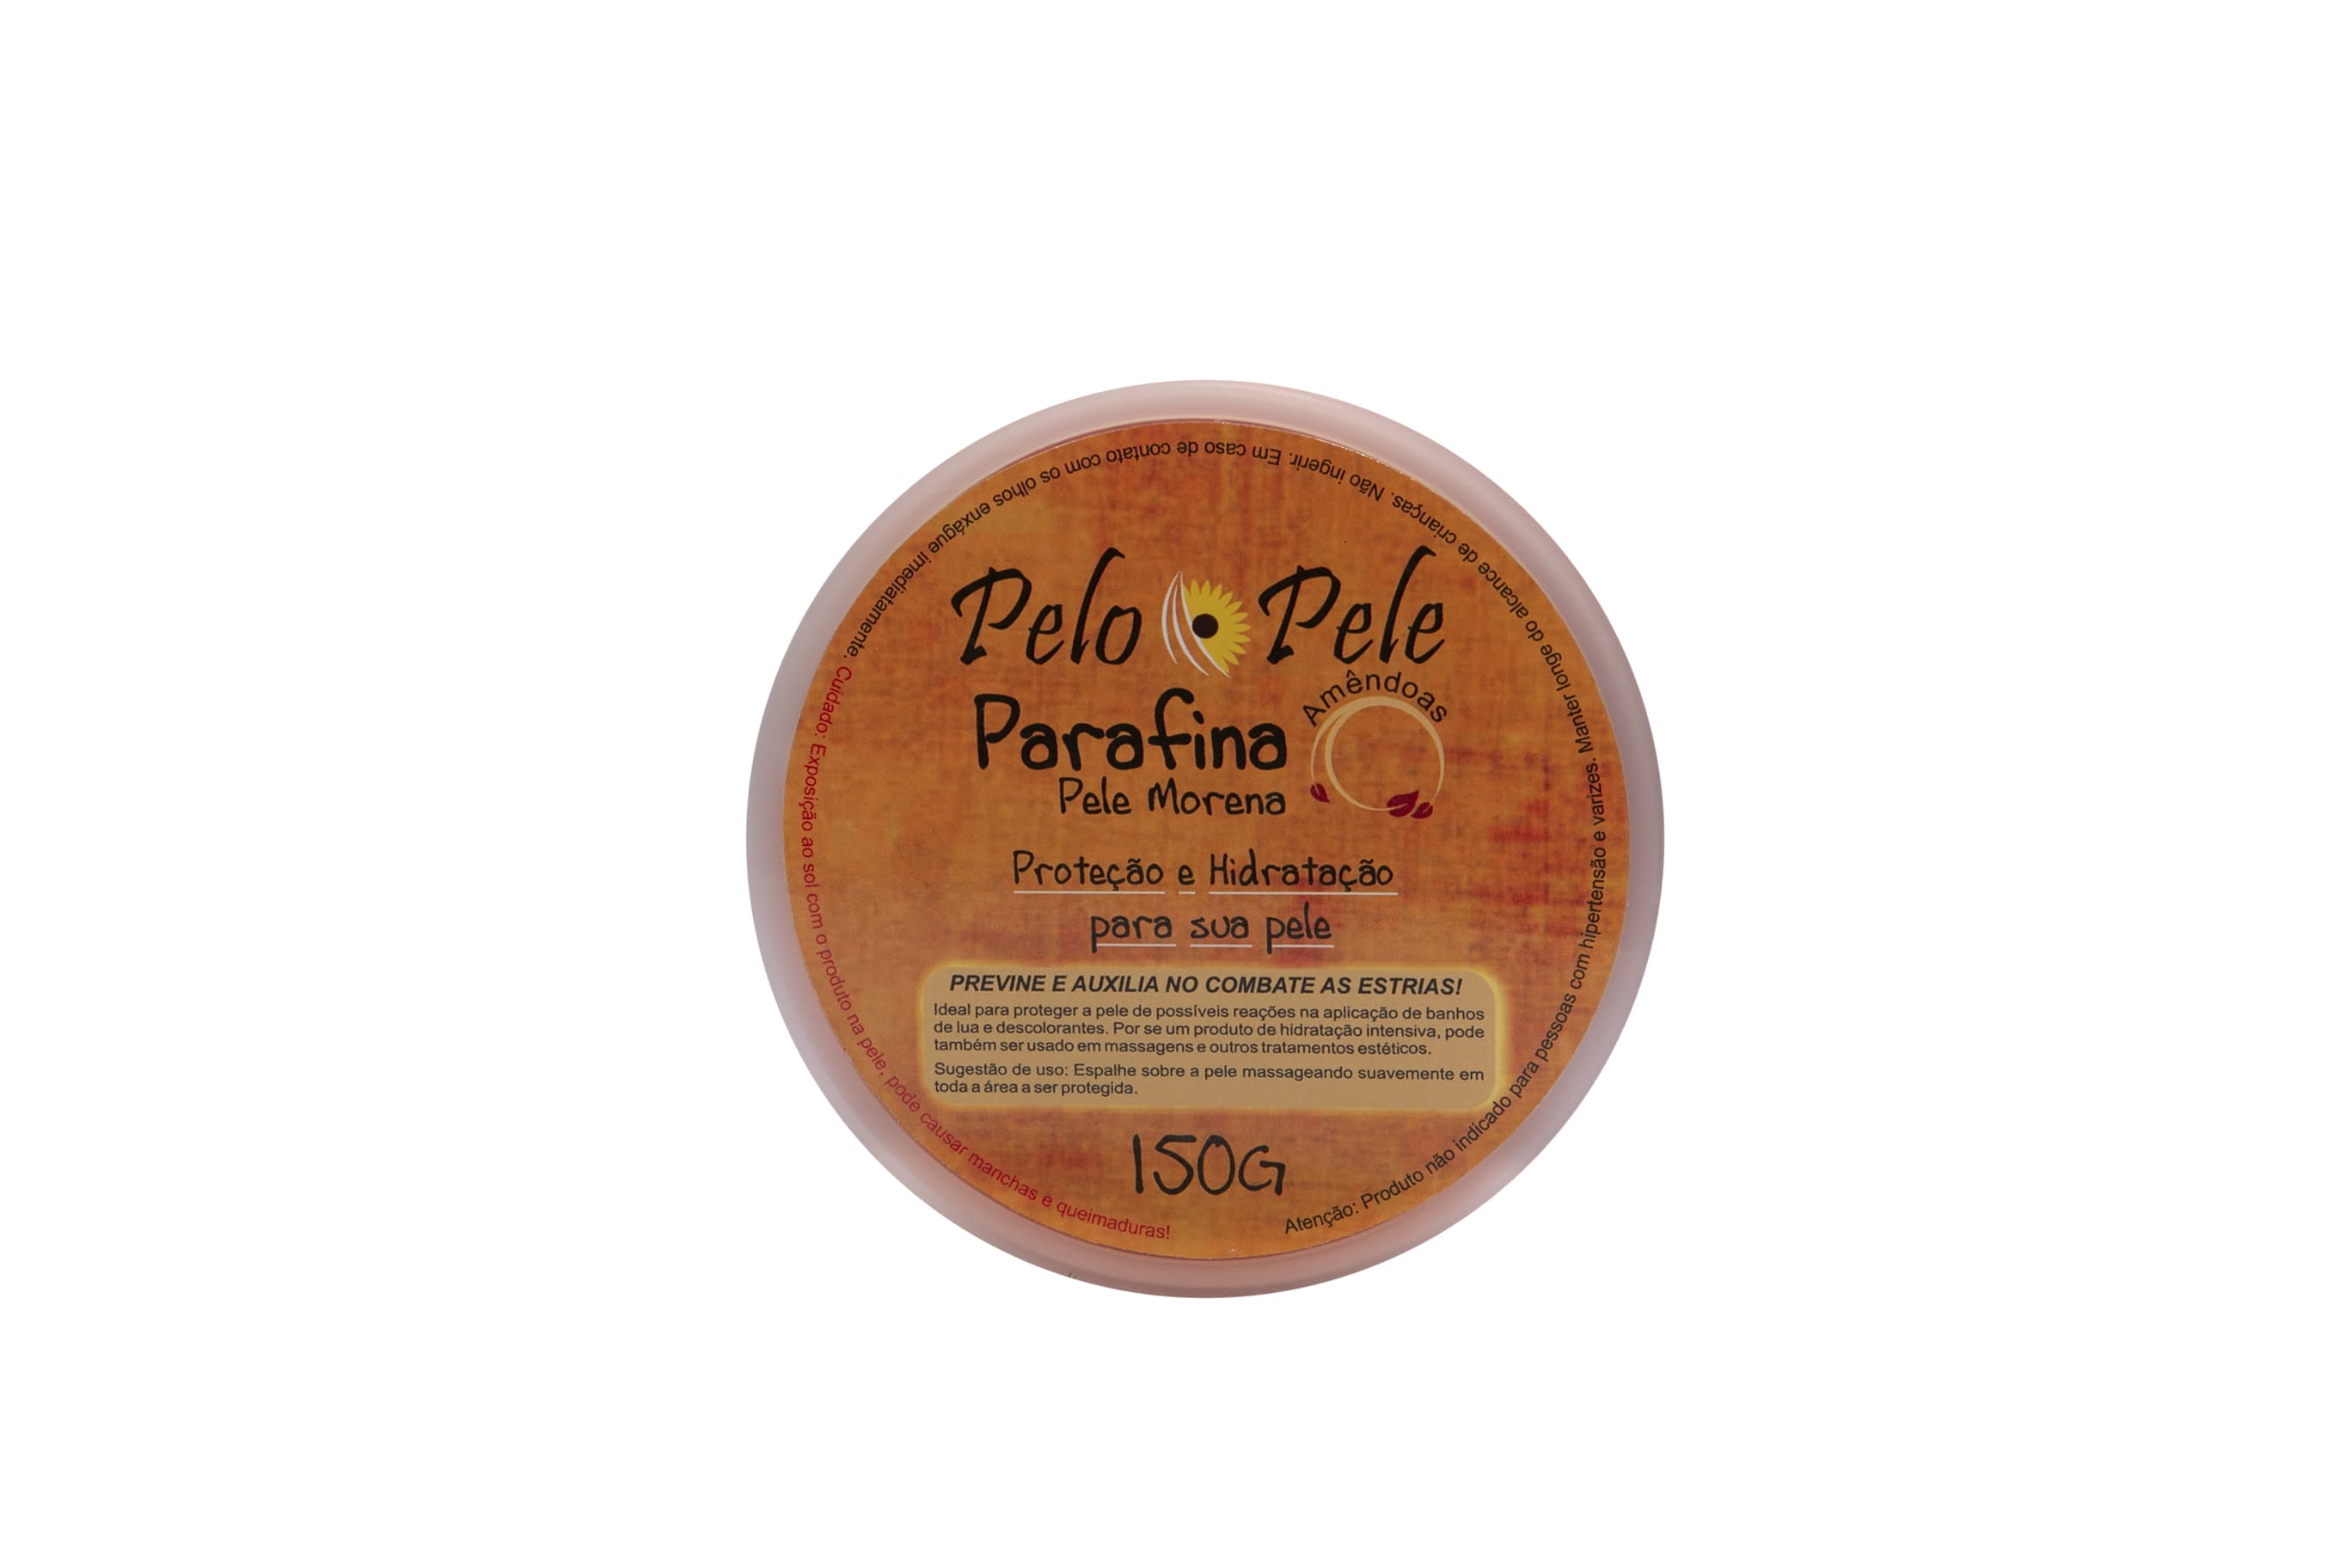 Pelo Pele
Amêndoas
Parafina
Pele Morena
Proteção e Hidratação
para sua pele
PREVINE E AUXILIA NO COMBATE AS ESTRIAS!
Ideal para proteger a pele de possíveis reações na aplicação de banhos
de lua e descolorantes. Por se um produto de hidratação intensiva, pode
também ser usado em massagens e outros tratamentos estéticos.
Sugestão de uso: Espalhe sobre a pele massageando suavemente em
toda a área a ser protegida.
150G
Atenção: Produto não indicado para pessoas com hipertensão e varizes. Manter longe do alcance de crianças. Não ingerir. Em caso de contato com os olhos enxágue imediatamente. Cuidado: Exposição ao sol com o produto na pele, pode causar manchas e queimaduras!